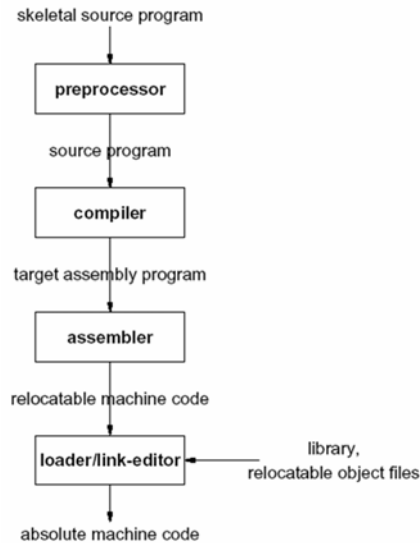 skeletal source program
preprocessor
source program
compiler
target assembly program
assembler
relocatable machine code
loader/link-editor
library,
relocatable object files
absolute machine code